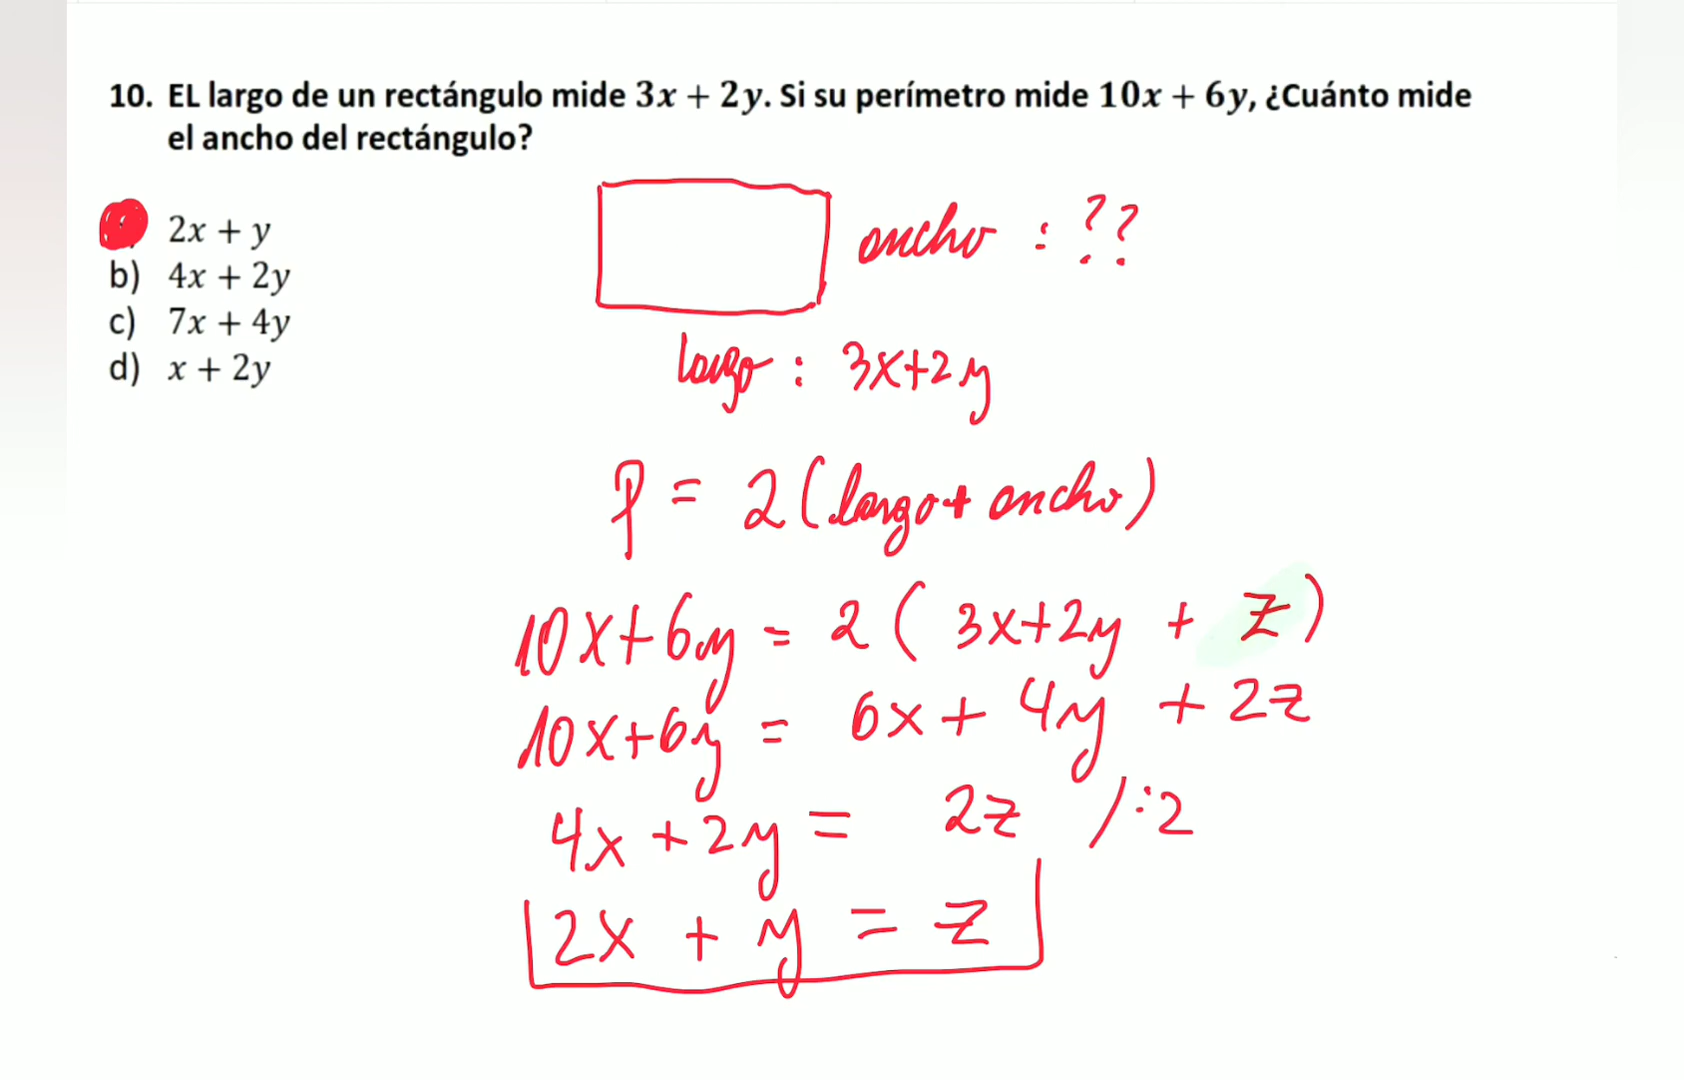 10. EL largo de un rectángulo mide 3x + 2y. Si su perímetro mide 10x + 6y, ¿Cuánto mide
el ancho del rectángulo?
2x + y
b) 4x + 2y
c) 7x + 4y
d) x + 2y
ancho : ??
largo : 3x+2y
P = 2(largo+ ancho)
10x+6y = 2 ( 3x+2y + z)
10x+6y = 6x + 4y + 2z
4x +2y = 2z /:2
2x + y = z